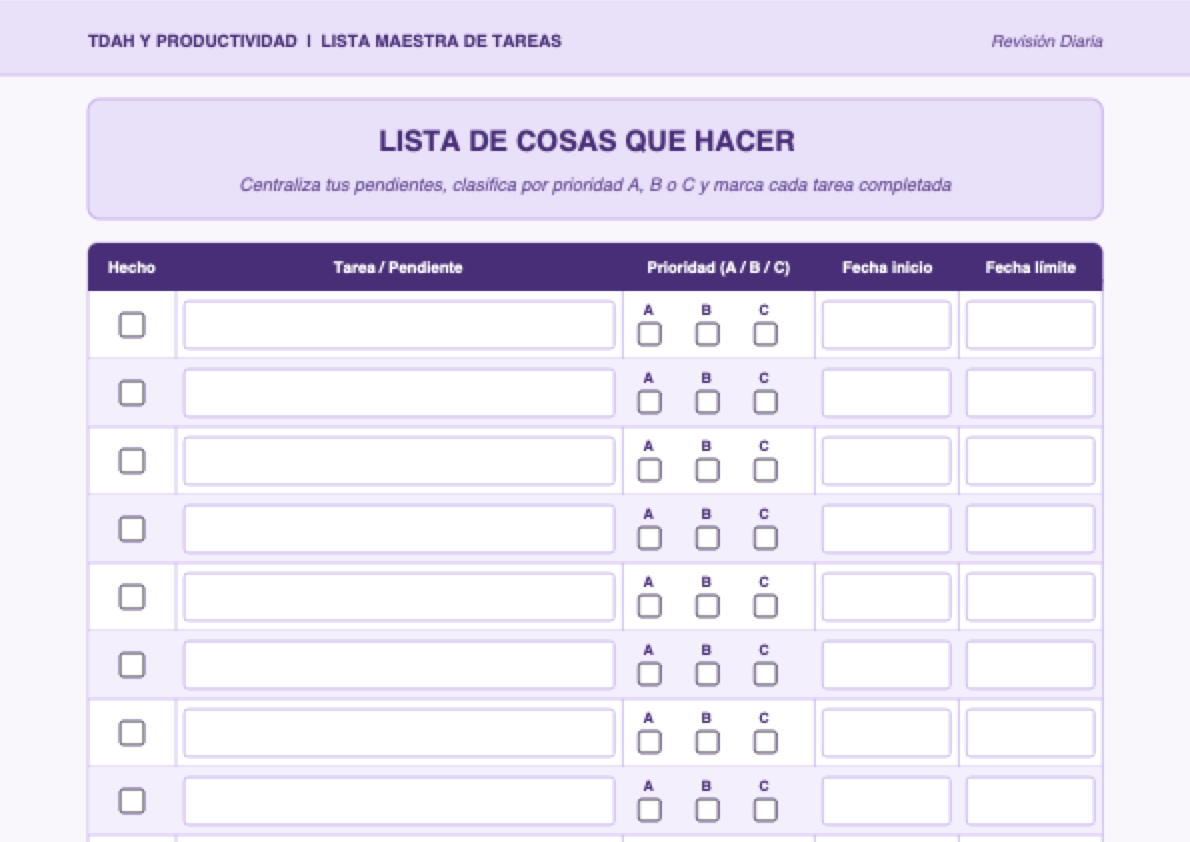 TDAH Y PRODUCTIVIDAD | LISTA MAESTRA DE TAREAS
Revisión Diaria
LISTA DE COSAS QUE HACER
Centraliza tus pendientes, clasifica por prioridad A, B o C y marca cada tarea completada
Hecho Tarea / Pendiente Prioridad (A / B / C) Fecha inicio Fecha límite
A B C
A B C
A B C
A B C
A B C
A B C
A B C
A B C